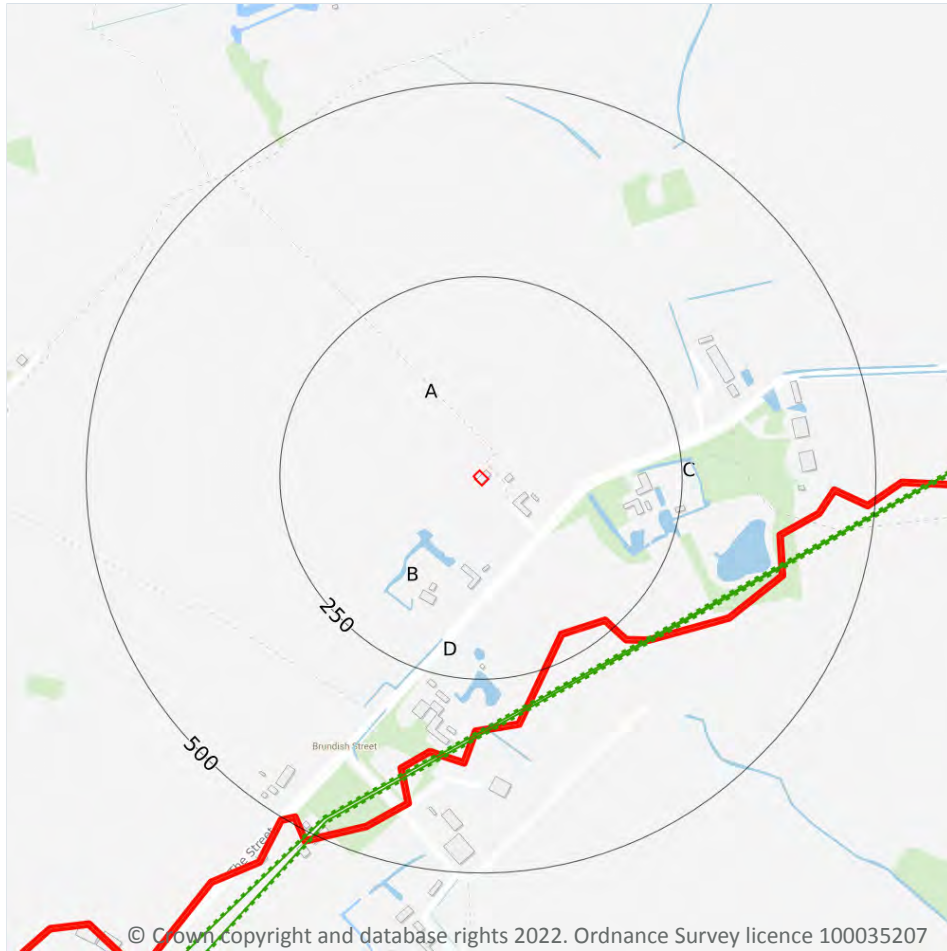 A
C
B
250
D
Brundish Street
500
The Street
© Crown copyright and database rights 2022. Ordnance Survey licence 100035207